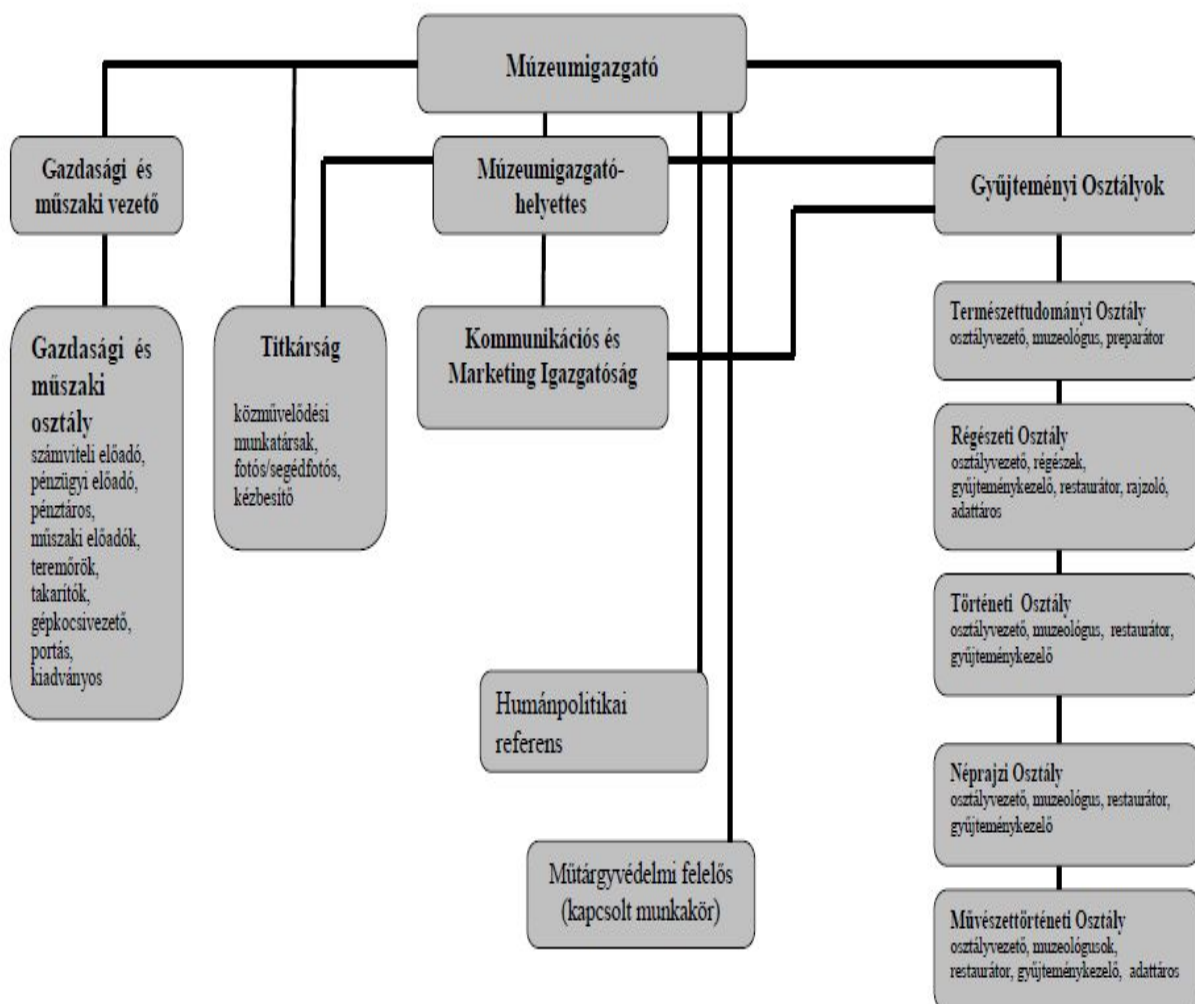 Múzeumigazgató
Gazdasági és
műszaki vezető
Múzeumigazgató-
helyettes
Gyűjteményi Osztályok
Gazdasági és
műszaki
osztály
számviteli előadó,
pénzügyi előadó,
pénztáros,
műszaki előadók,
teremőrök,
takarítók,
gépkocsivezető,
portás,
kiadványos
Titkárság
közművelődési
munkatársak,
fotós/segédfotós,
kézbesítő
Kommunikációs és
Marketing Igazgatóság
Természettudományi Osztály
osztályvezető, muzeológus, preparátor
Régészeti Osztály
osztályvezető, régészek,
gyűjteménykezelő, restaurátor, rajzoló,
adattáros
Történeti Osztály
osztályvezető, muzeológus, restaurátor,
gyűjteménykezelő
Humánpolitikai
referens
Néprajzi Osztály
osztályvezető, muzeológus, restaurátor,
gyűjteménykezelő
Műtárgyvédelmi felelős
(kapcsolt munkakör)
Művészettörténeti Osztály
osztályvezető, muzeológusok,
restaurátor, gyűjteménykezelő, adattáros